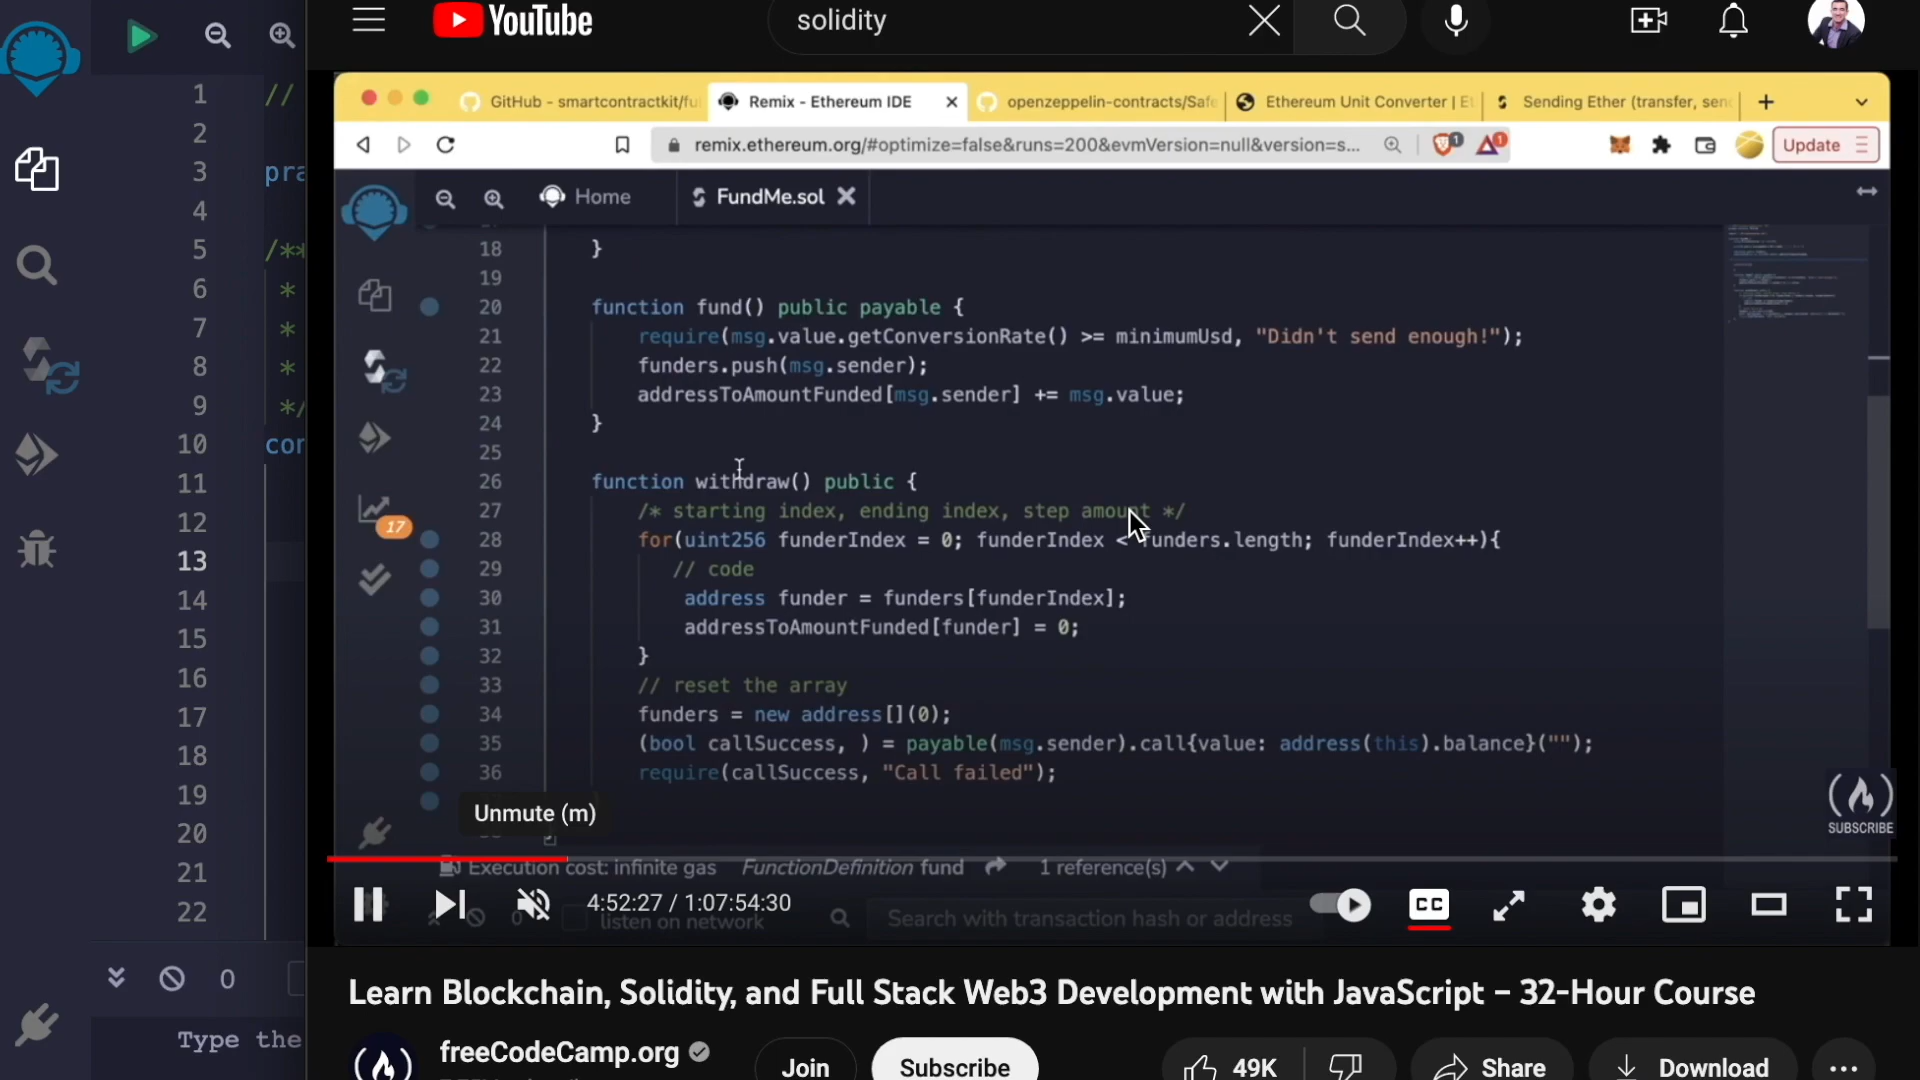 YouTube
solidity
GitHub - smartcontractkit/fu
Remix - Ethereum IDE
openzeppelin-contracts/Safe
Ethereum Unit Converter | Et
Sending Ether (transfer, sen
remix.ethereum.org/#optimize=false&runs=200&evmVersion=null&version=s...
1
1
Update
Home
FundMe.sol
1 //
2
3 pra
4
5 /**
6 *
7 *
8 *
9 */
10 con
11
12
13
14
15
16
17
18
19
20
21
22
0
Type the
18 }
19
20 function fund() public payable {
21 require(msg.value.getConversionRate() >= minimumUsd, "Didn't send enough!");
22 funders.push(msg.sender);
23 addressToAmountFunded[msg.sender] += msg.value;
24 }
25
26 function withdraw() public {
27 /* starting index, ending index, step amount */
28 for(uint256 funderIndex = 0; funderIndex < funders.length; funderIndex++){
29 // code
30 address funder = funders[funderIndex];
31 addressToAmountFunded[funder] = 0;
32 }
33 // reset the array
34 funders = new address[](0);
35 (bool callSuccess, ) = payable(msg.sender).call{value: address(this).balance}("");
36 require(callSuccess, "Call failed");
17
Unmute (m)
SUBSCRIBE
Execution cost: infinite gas FunctionDefinition fund 1 reference(s)
4:52:27 / 1:07:54:30
CC
0 listen on network
Search with transaction hash or address
Learn Blockchain, Solidity, and Full Stack Web3 Development with JavaScript – 32-Hour Course
freeCodeCamp.org
Join
Subscribe
49K
Share
Download